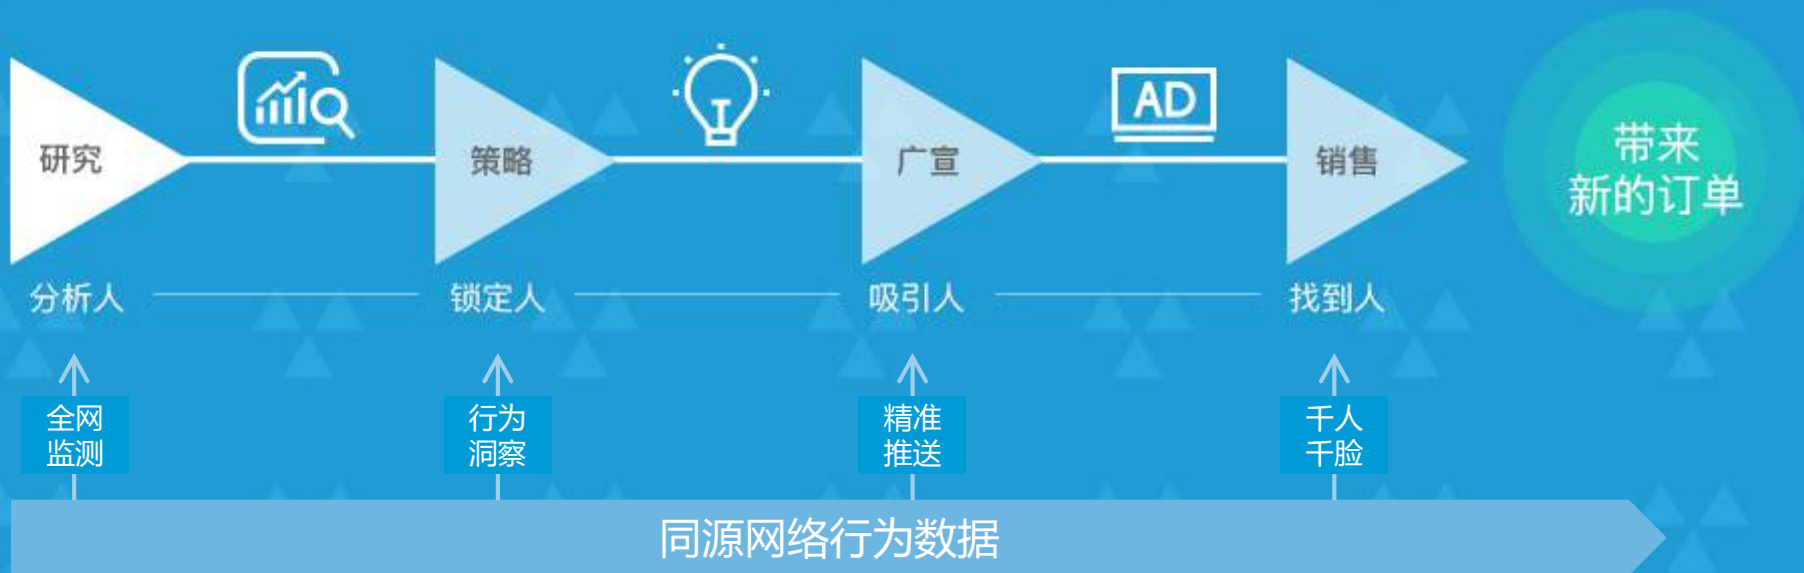 研究
策略
AD
广宣
销售
带来
新的订单
分析人
锁定人
吸引人
找到人
全网
监测
行为
洞察
精准
推送
千人
千脸
同源网络行为数据